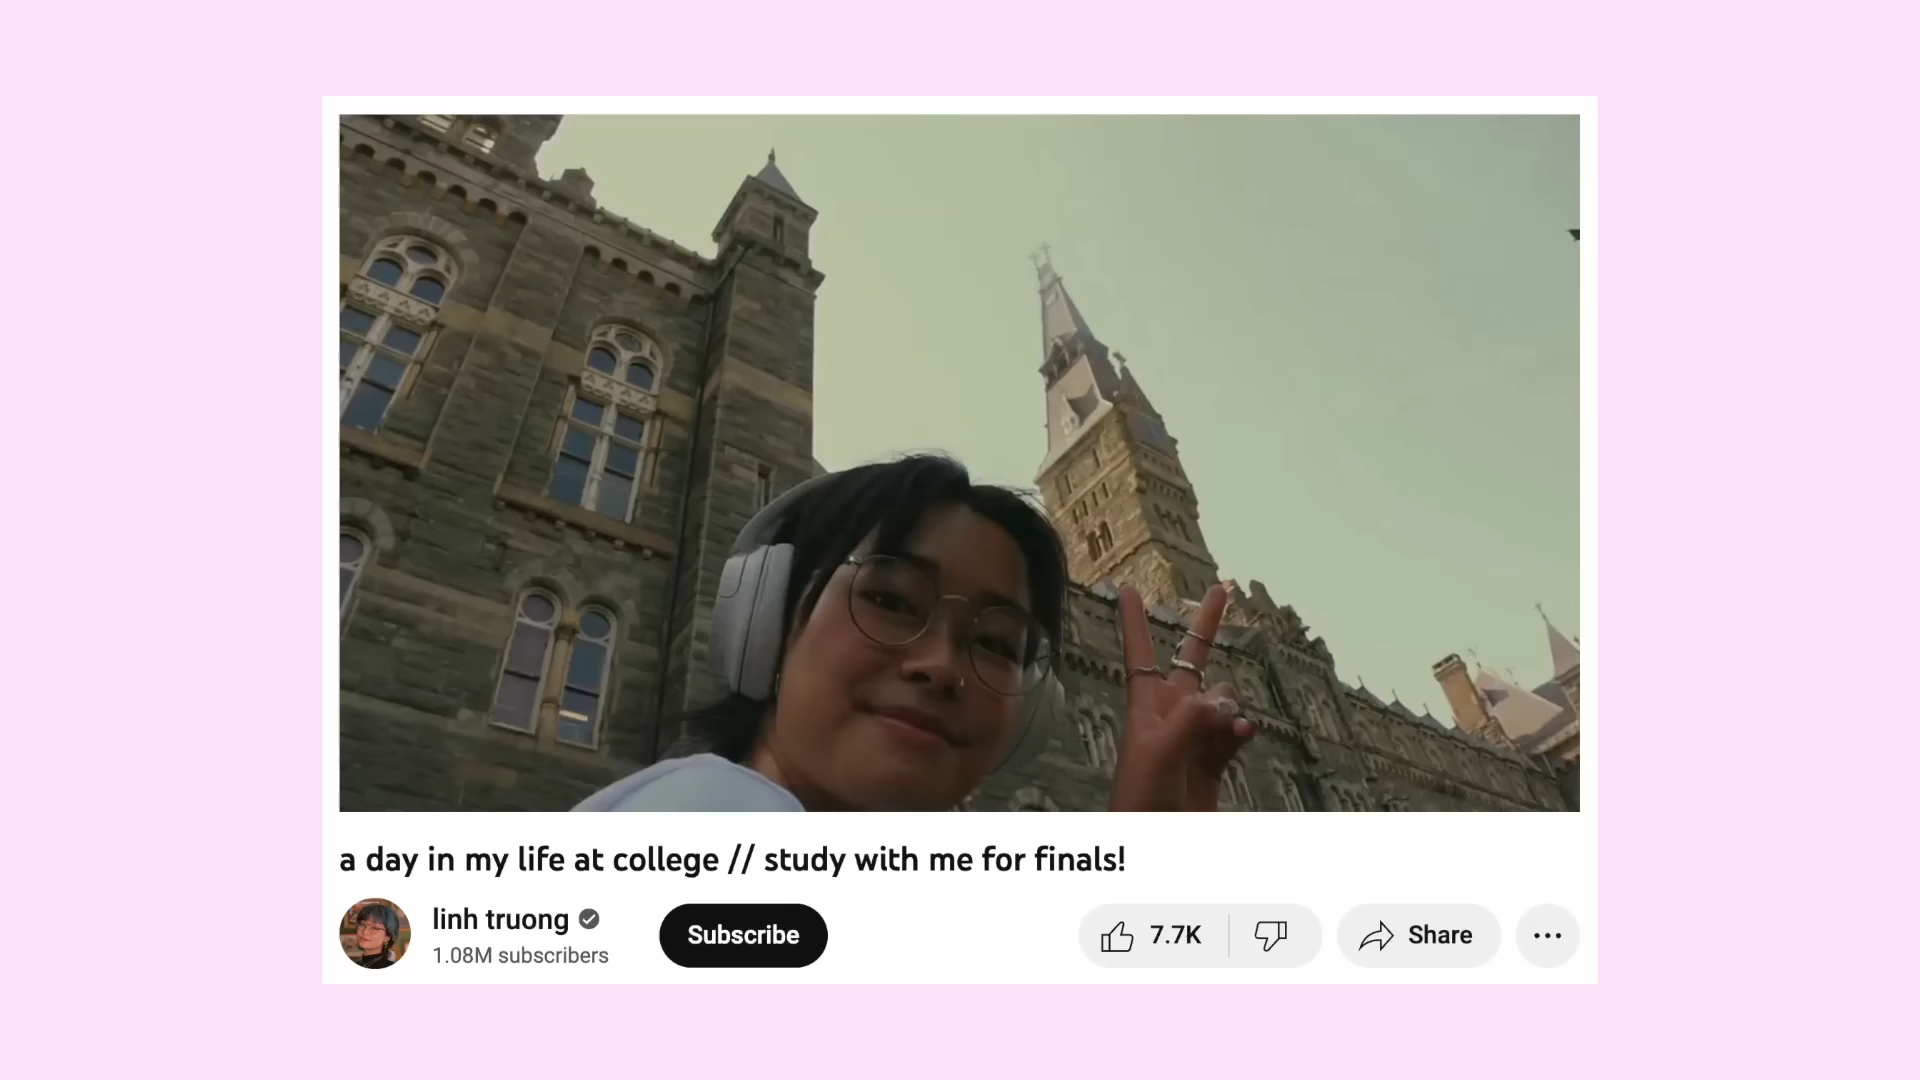 a day in my life at college // study with me for finals!
linh truong
1.08M subscribers
Subscribe
7.7K
Share